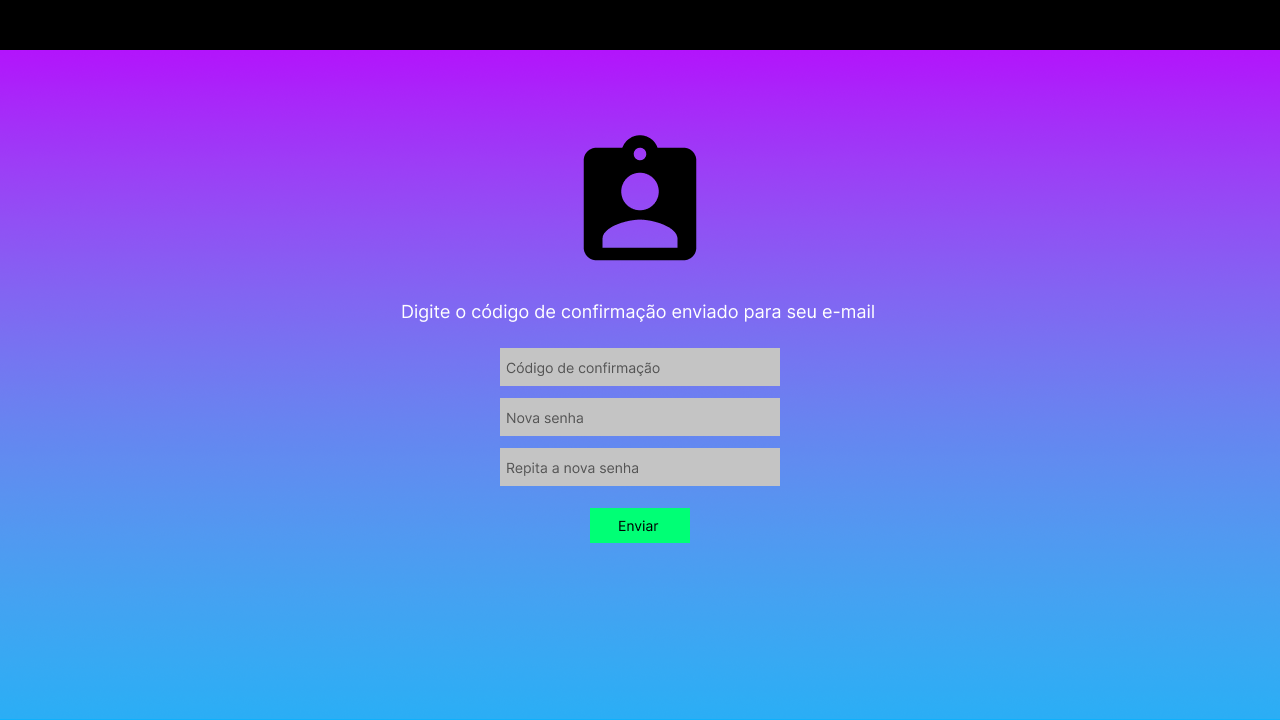 Digite o código de confirmação enviado para seu e-mail
Código de confirmação
Nova senha
Repita a nova senha
Enviar